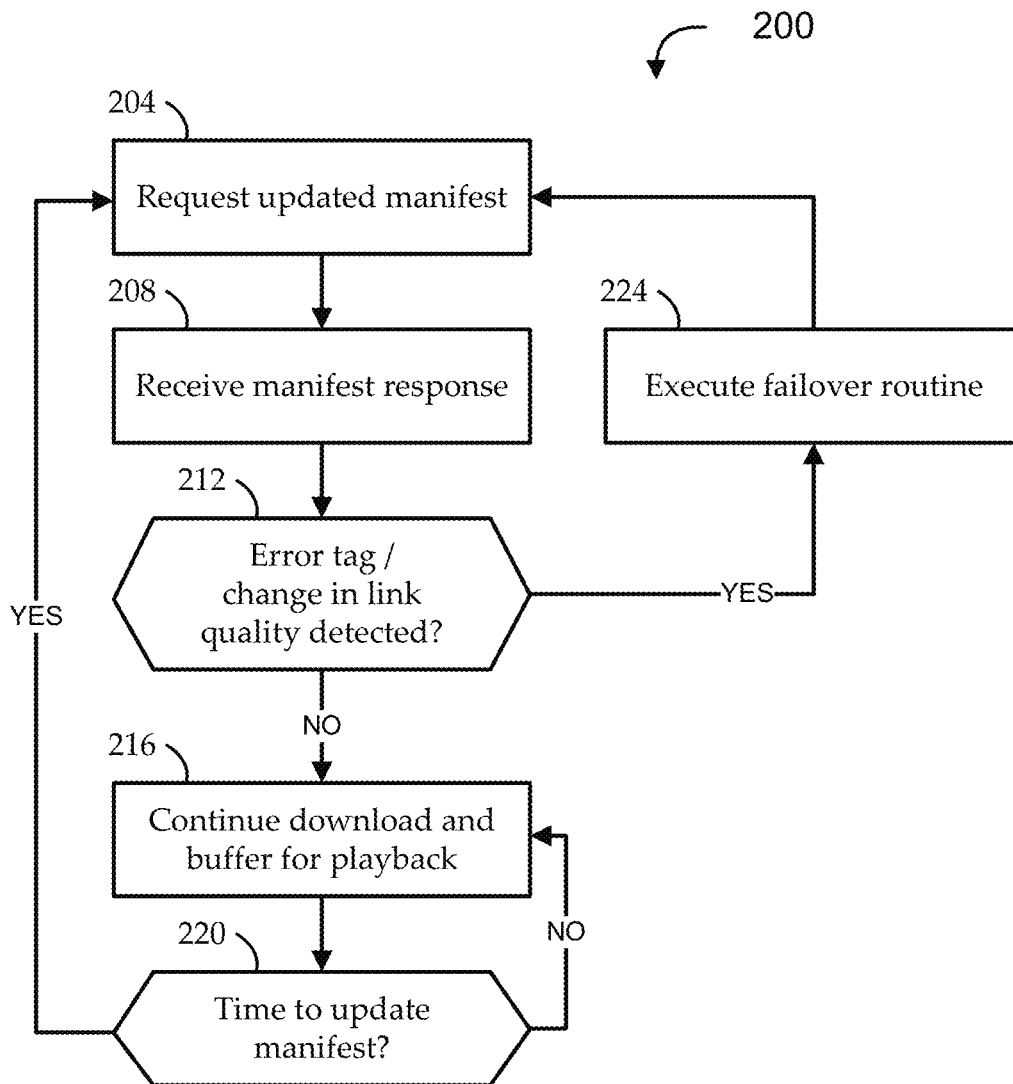 200
204
Request updated manifest
208
Receive manifest response
224
Execute failover routine
212
Error tag /
change in link
quality detected?
YES
YES
NO
216
Continue download and
buffer for playback
NO
220
Time to update
manifest?